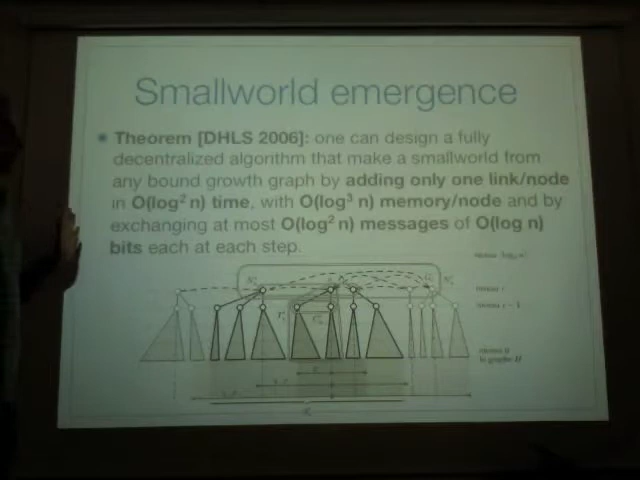 Smallworld emergence
Theorem [DHLS 2006]: one can design a fully
decentralized algorithm that make a smallworld from
any bound growth graph by adding only one link/node
in O(log² n) time, with O(log³ n) memory/node and by
exchanging at most O(log² n) messages of O(log n)
bits each at each step.